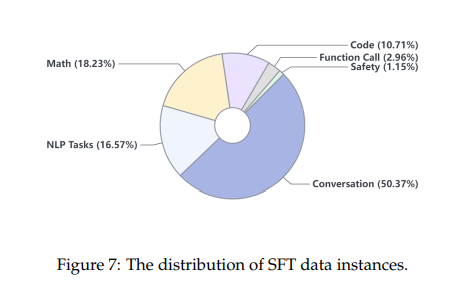 Code (10.71%)
Function Call (2.96%)
Safety (1.15%)
Math (18.23%)
NLP Tasks (16.57%)
Conversation (50.37%)
Figure 7: The distribution of SFT data instances.